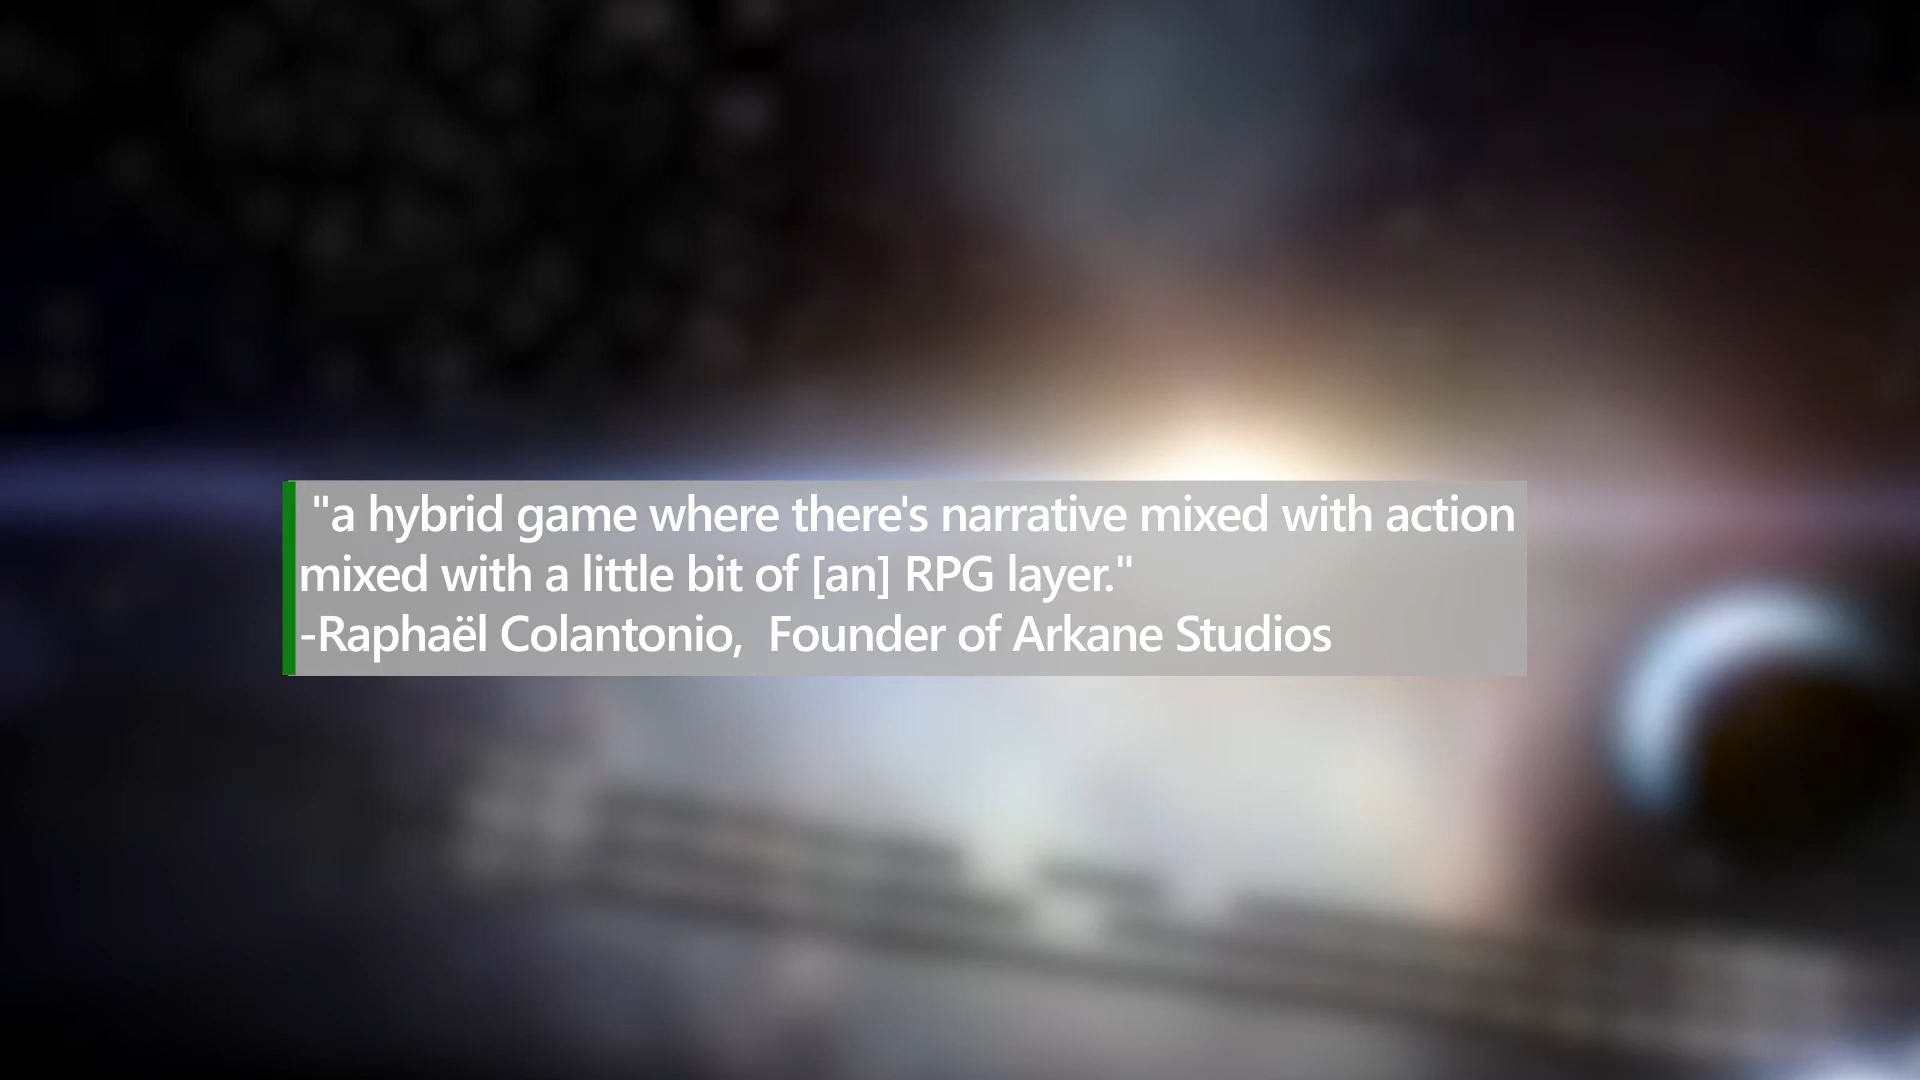 "a hybrid game where there's narrative mixed with action
mixed with a little bit of [an] RPG layer."
-Raphaël Colantonio,  Founder of Arkane Studios